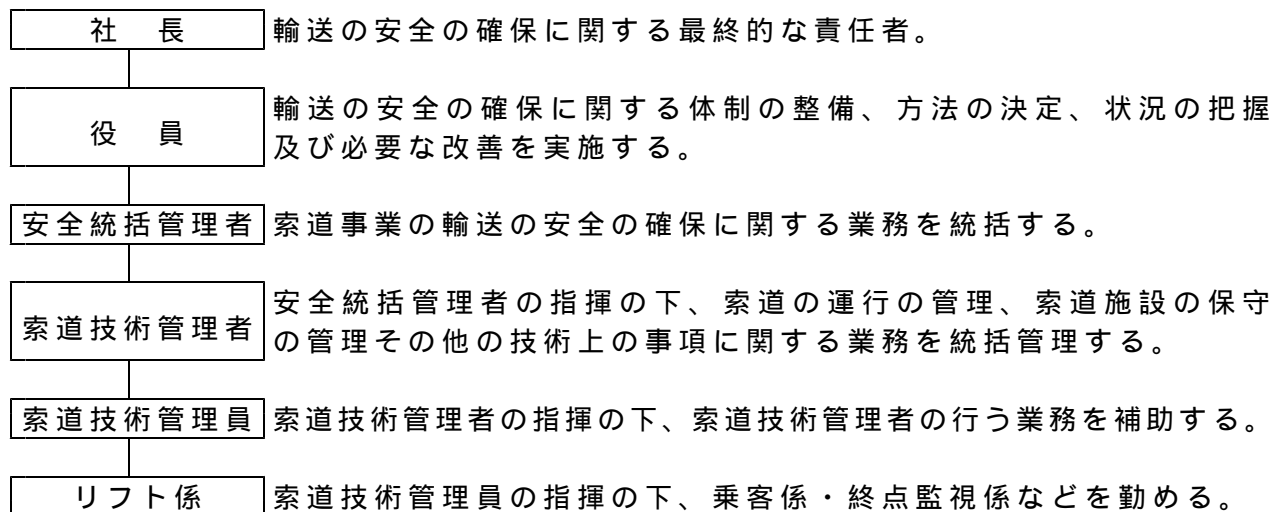 社 長 輸送の安全の確保に関する最終的な責任者。
役 員 輸送の安全の確保に関する体制の整備、方法の決定、状況の把握
及び必要な改善を実施する。
安全統括管理者 索道事業の輸送の安全の確保に関する業務を統括する。
索道技術管理者 安全統括管理者の指揮の下、索道の運行の管理、索道施設の保守
の管理その他の技術上の事項に関する業務を統括管理する。
索道技術管理員 索道技術管理者の指揮の下、索道技術管理者の行う業務を補助する。
リフト係 索道技術管理員の指揮の下、乗客係・終点監視係などを勤める。